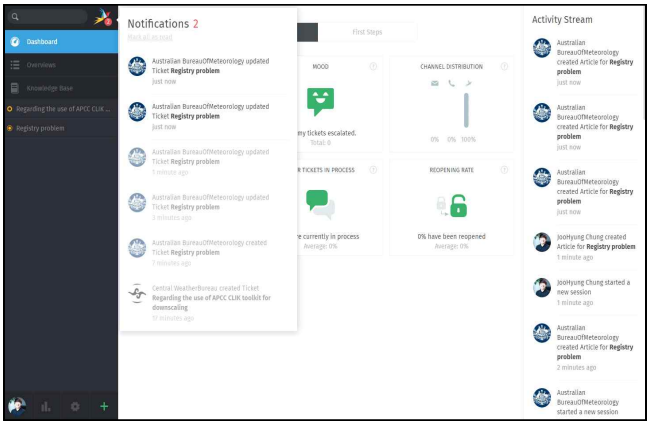 2
Dashboard
Overviews
Knowledge Base
Regarding the use of APCC CLIK ...
Registry problem
Notifications 2
Mark all as read
Australian BureauOfMeteorology updated
Ticket Registry problem
just now
Australian BureauOfMeteorology updated
Ticket Registry problem
just now
Australian BureauOfMeteorology updated
Ticket Registry problem
1 minute ago
Australian BureauOfMeteorology updated
Ticket Registry problem
Australian BureauOfMeteorology created
Ticket Registry problem
7 minutes ago
Central WeatherBoreau created Ticket
Regarding the use of APCC CLIK toolkit for
downscaling
minutes ago
First Steps
MOOD
my tickets escalated.
Total: 0
CHANNEL DISTRIBUTION
0% 0% 100%
R TICKETS IN PROCESS
re currently in process
Average: 0%
REOPENING RATE
0% have been reopened
Average: 0%
Activity Stream
Australian
BureauOfMeteorology
created Article for Registry
problem
just now
Australian
BureauOfMeteorology
created Article for Registry
problem
just now
Australian
BureauOfMeteorology
created Article for Registry
problem
just now
JooHyung Chung created
Article for Registry problem
1 minute ago
JooHyung Chung started a
new session
1 minute ago
Australian
BureauOfMeteorology
created Article for Registry
problem
2 minutes ago
Australian
BureauOfMeteorology
started a new session